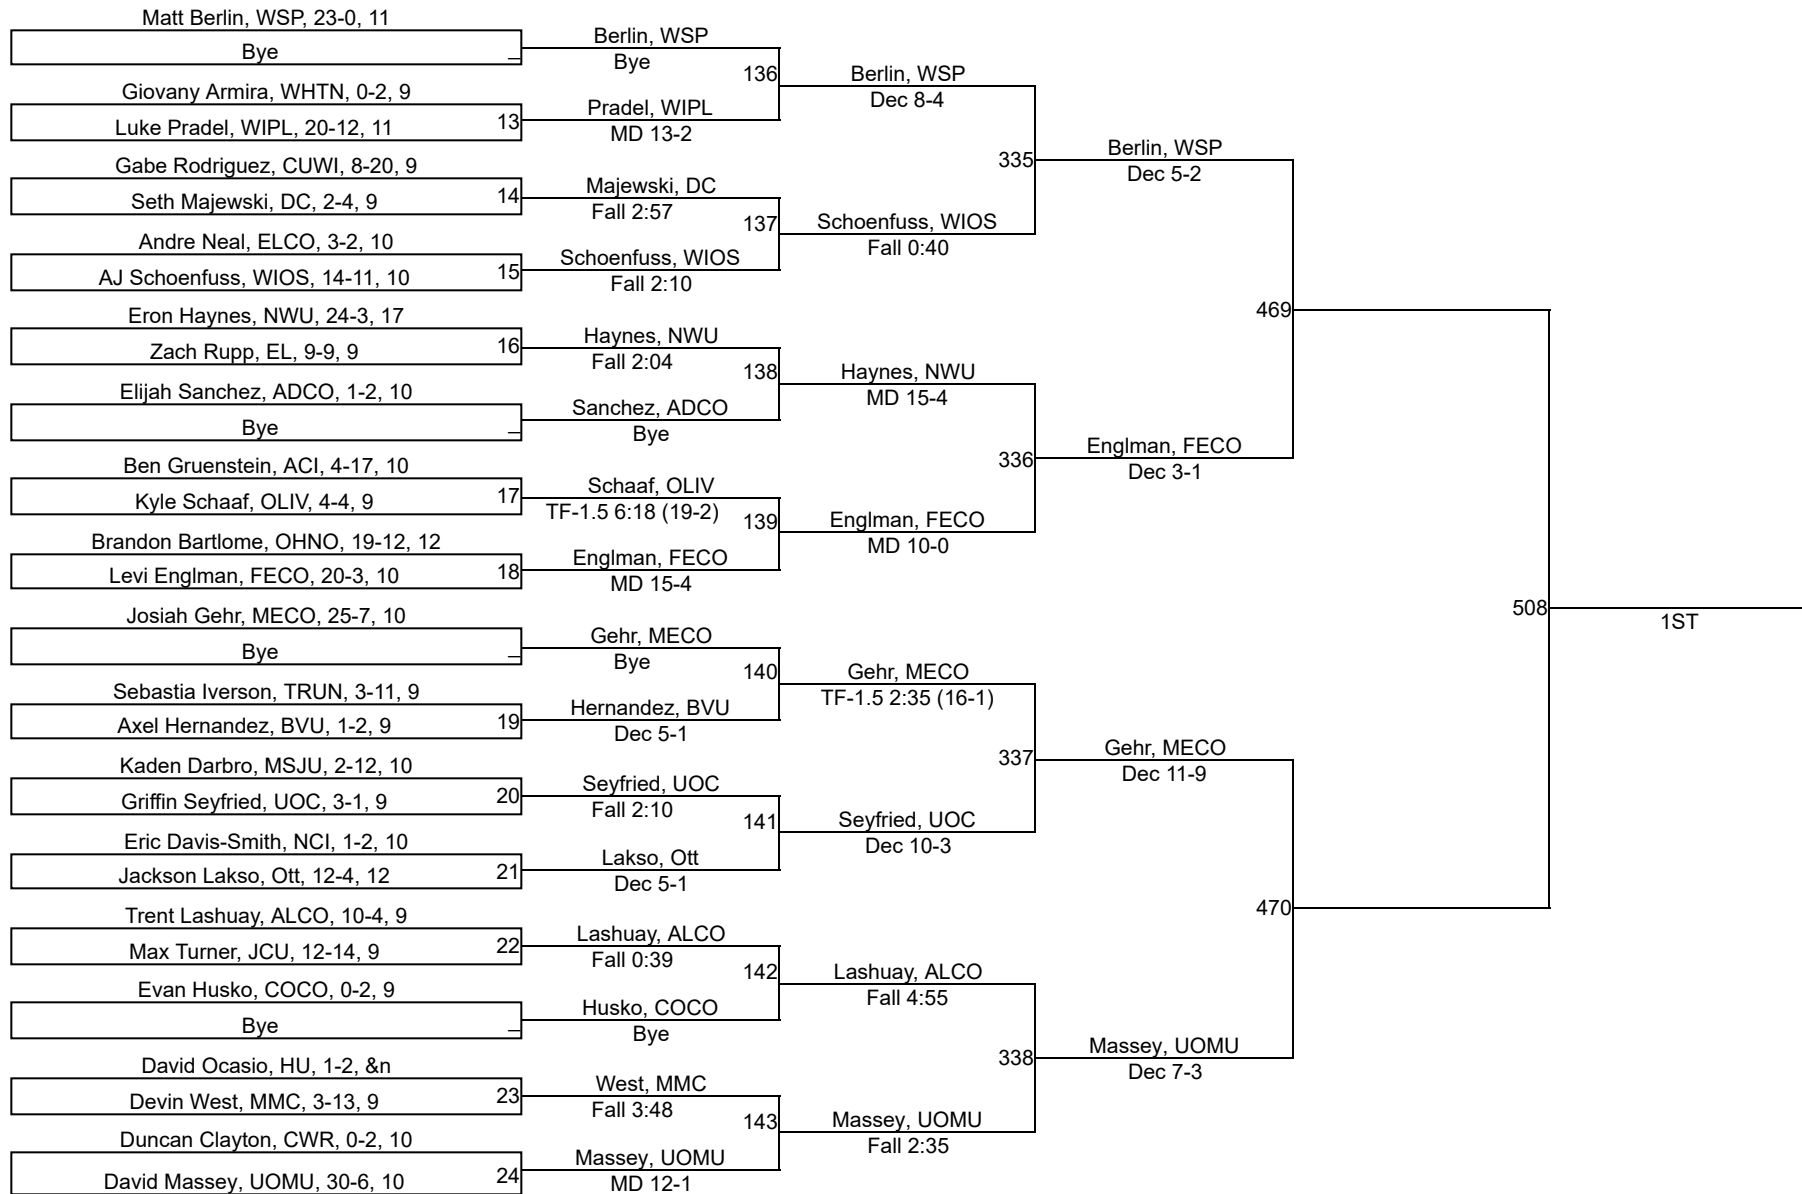 Matt Berlin, WSP, 23-0, 11
Bye
_
Giovany Armira, WHTN, 0-2, 9
Luke Pradel, WIPL, 20-12, 11
13
Gabe Rodriguez, CUWI, 8-20, 9
Seth Majewski, DC, 2-4, 9
14
Andre Neal, ELCO, 3-2, 10
AJ Schoenfuss, WIOS, 14-11, 10
15
Eron Haynes, NWU, 24-3, 17
Zach Rupp, EL, 9-9, 9
16
Elijah Sanchez, ADCO, 1-2, 10
Bye
_
Ben Gruenstein, ACI, 4-17, 10
Kyle Schaaf, OLIV, 4-4, 9
17
Brandon Bartlome, OHNO, 19-12, 12
Levi Englman, FECO, 20-3, 10
18
Josiah Gehr, MECO, 25-7, 10
Bye
_
Sebastia Iverson, TRUN, 3-11, 9
Axel Hernandez, BVU, 1-2, 9
19
Kaden Darbro, MSJU, 2-12, 10
Griffin Seyfried, UOC, 3-1, 9
20
Eric Davis-Smith, NCI, 1-2, 10
Jackson Lakso, Ott, 12-4, 12
21
Trent Lashuay, ALCO, 10-4, 9
Max Turner, JCU, 12-14, 9
22
Evan Husko, COCO, 0-2, 9
Bye
_
David Ocasio, HU, 1-2, &n
Devin West, MMC, 3-13, 9
23
Duncan Clayton, CWR, 0-2, 10
David Massey, UOMU, 30-6, 10
24
Berlin, WSP
Bye
136
Pradel, WIPL
MD 13-2
Majewski, DC
Fall 2:57
137
Schoenfuss, WIOS
Fall 2:10
Haynes, NWU
Fall 2:04
138
Sanchez, ADCO
Bye
Schaaf, OLIV
TF-1.5 6:18 (19-2)
139
Englman, FECO
MD 15-4
Gehr, MECO
Bye
140
Hernandez, BVU
Dec 5-1
Seyfried, UOC
Fall 2:10
141
Lakso, Ott
Dec 5-1
Lashuay, ALCO
Fall 0:39
142
Husko, COCO
Bye
West, MMC
Fall 3:48
143
Massey, UOMU
MD 12-1
Berlin, WSP
Dec 8-4
335
Schoenfuss, WIOS
Fall 0:40
Haynes, NWU
MD 15-4
336
Englman, FECO
MD 10-0
Gehr, MECO
TF-1.5 2:35 (16-1)
337
Seyfried, UOC
Dec 10-3
Lashuay, ALCO
Fall 4:55
338
Massey, UOMU
Fall 2:35
Berlin, WSP
Dec 5-2
469
Englman, FECO
Dec 3-1
Gehr, MECO
Dec 11-9
470
Massey, UOMU
Dec 7-3
508
1ST